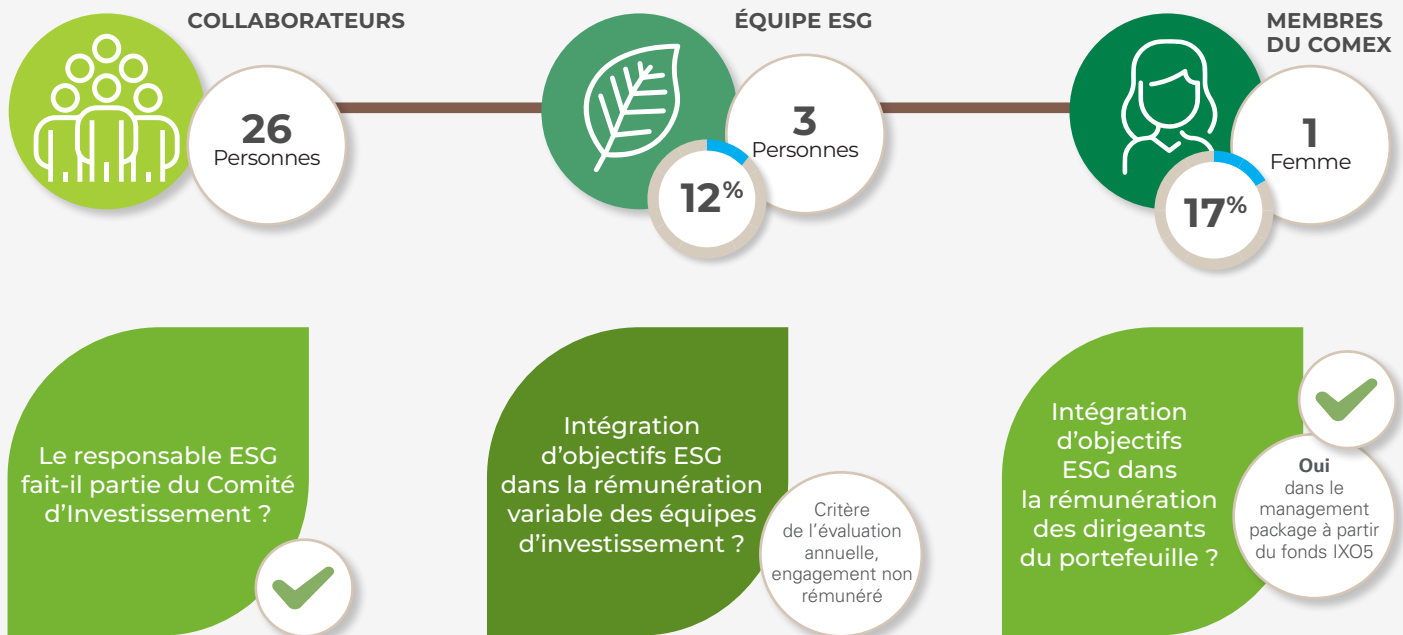 COLLABORATEURS
26
Personnes
ÉQUIPE ESG
3
Personnes
12%
MEMBRES
DU COMEX
1
Femme
17%
Le responsable ESG
fait-il partie du Comité
d’Investissement ?
Intégration
d’objectifs ESG
dans la rémunération
variable des équipes
d’investissement ?
Critère
de l’évaluation
annuelle,
engagement non
rémunéré
Intégration
d’objectifs
ESG dans
la rémunération
des dirigeants
du portefeuille ?
Oui
dans le
management
package à partir
du fonds IXO5